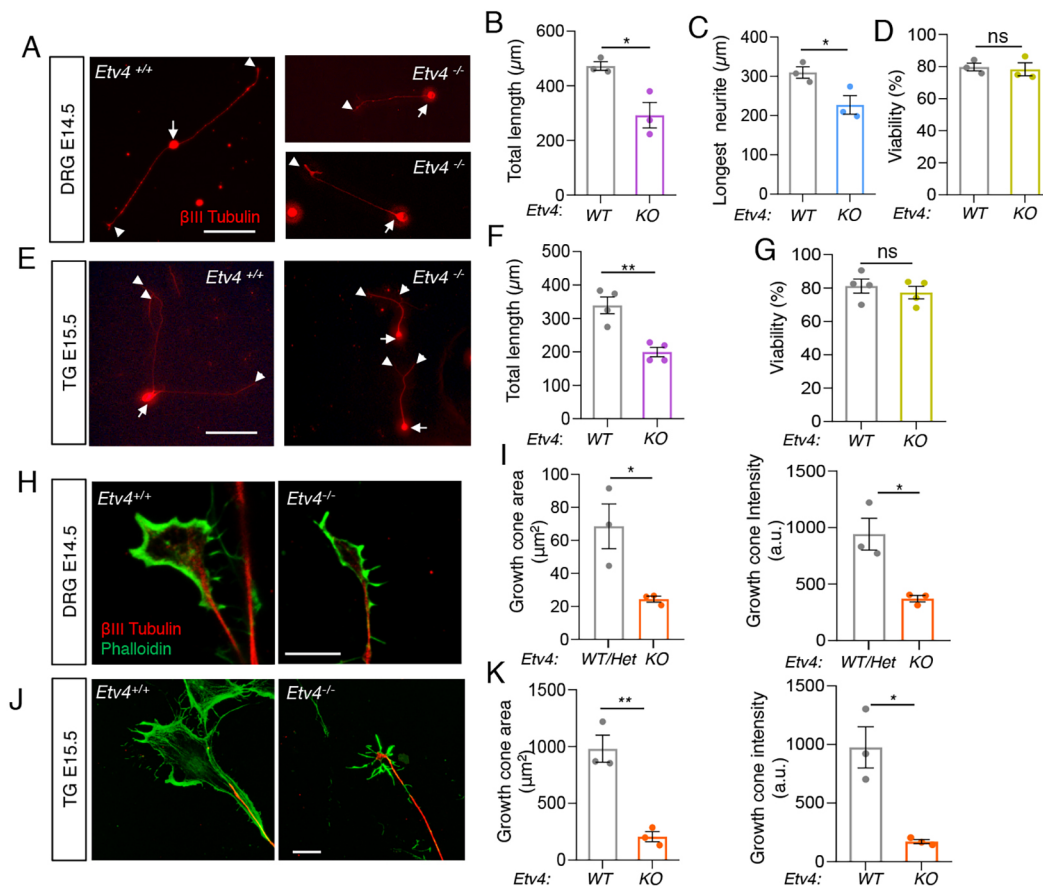 A
DRG E14.5
Etv4 +/+
βIII Tubulin
Etv4 -/-
Etv4 -/-
B
Total lenngth (µm)
600
400
200
0
*
Etv4: WT KO
C
Longest neurite (µm)
400
300
200
100
0
*
Etv4: WT KO
D
Viability (%)
100
80
60
40
20
0
ns
Etv4: WT KO
E
TG E15.5
Etv4 +/+
Etv4 -/-
F
Total lenngth (µm)
400
300
200
100
0
**
Etv4: WT KO
G
Viability (%)
100
80
60
40
20
0
ns
Etv4: WT KO
H
DRG E14.5
Etv4+/+
βIII Tubulin
Phalloidin
Etv4-/-
I
Growth cone area
(µm²)
100
80
60
40
20
0
*
Etv4: WT/Het KO
Growth cone Intensity
(a.u.)
1500
1000
500
0
*
Etv4: WT/Het KO
J
TG E15.5
Etv4+/+
Etv4-/-
K
Growth cone area
(µm²)
1500
1000
500
0
**
Etv4: WT KO
Growth cone intensity
(a.u.)
1500
1000
500
0
*
Etv4: WT KO